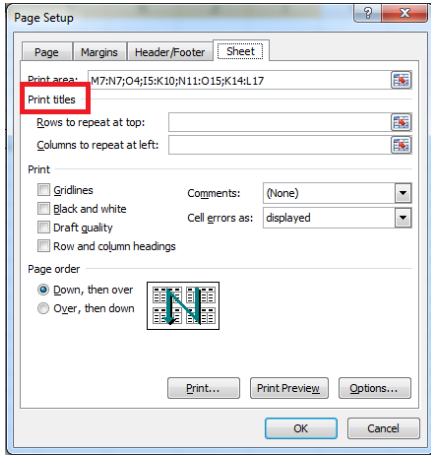 Page Setup
Page Margins Header/Footer Sheet
Print area: M7:N7;O4;I5:K10;N11:O15;K14:L17
Print titles
Rows to repeat at top:
Columns to repeat at left:
Print
Gridlines Comments: (None)
Black and white Cell errors as: displayed
Draft quality
Row and column headings
Page order
Down, then over
Over, then down
Print... Print Preview Options...
OK Cancel